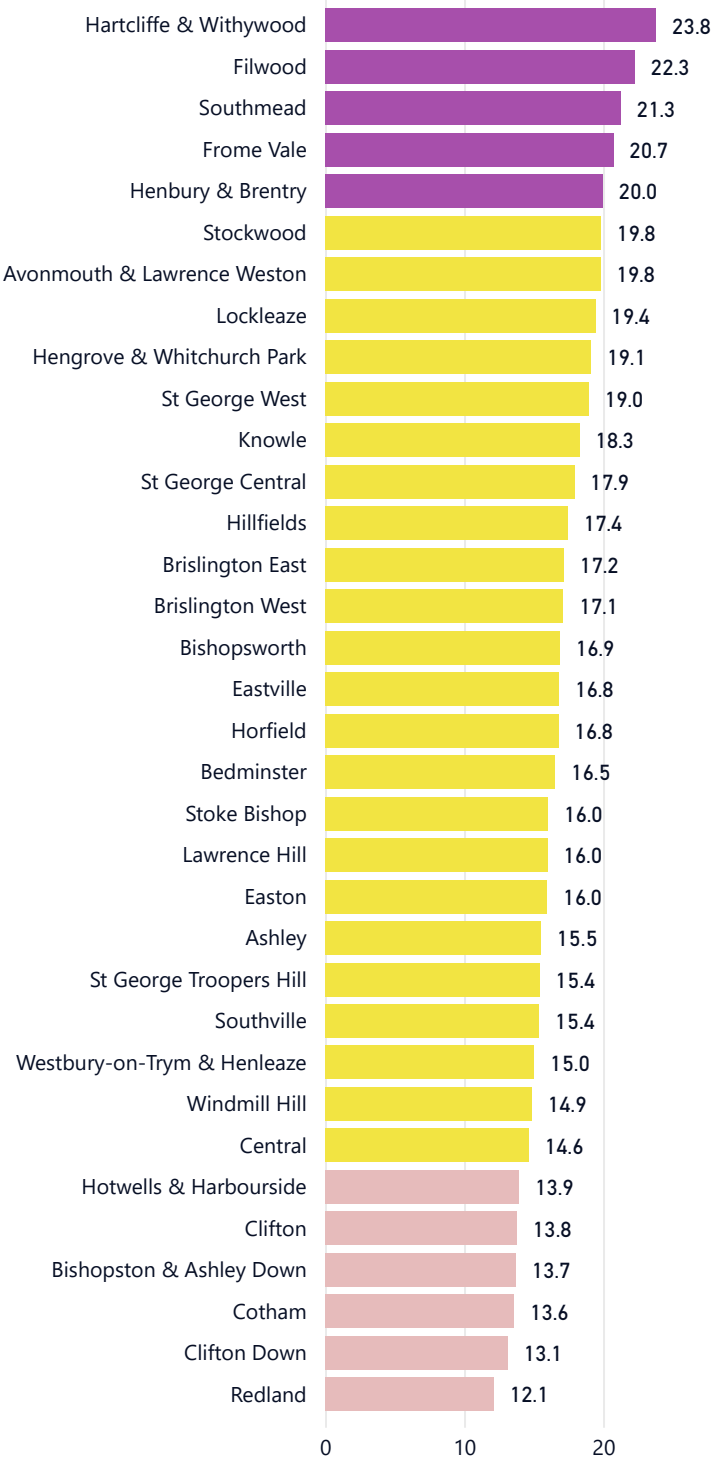 Hartcliffe & Withywood 23.8
Filwood 22.3
Southmead 21.3
Frome Vale 20.7
Henbury & Brentry 20.0
Stockwood 19.8
Avonmouth & Lawrence Weston 19.8
Lockleaze 19.4
Hengrove & Whitchurch Park 19.1
St George West 19.0
Knowle 18.3
St George Central 17.9
Hillfields 17.4
Brislington East 17.2
Brislington West 17.1
Bishopsworth 16.9
Eastville 16.8
Horfield 16.8
Bedminster 16.5
Stoke Bishop 16.0
Lawrence Hill 16.0
Easton 16.0
Ashley 15.5
St George Troopers Hill 15.4
Southville 15.4
Westbury-on-Trym & Henleaze 15.0
Windmill Hill 14.9
Central 14.6
Hotwells & Harbourside 13.9
Clifton 13.8
Bishopston & Ashley Down 13.7
Cotham 13.6
Clifton Down 13.1
Redland 12.1
0 10 20